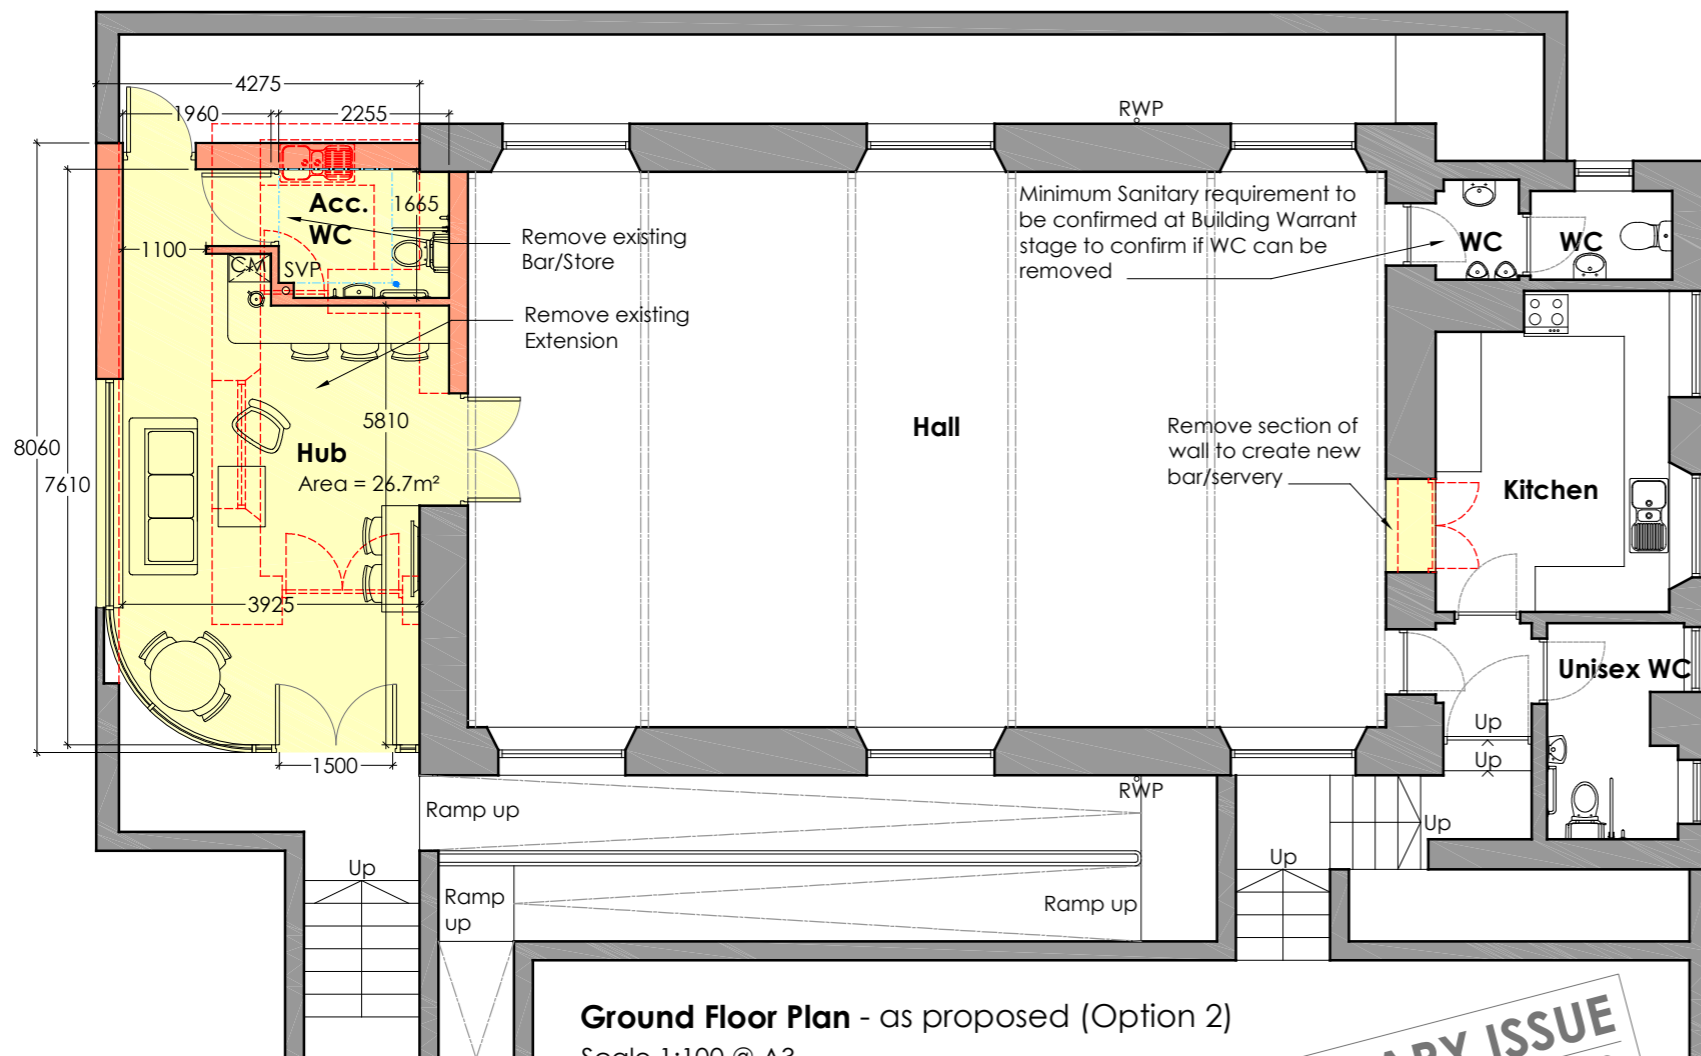 4275
1960
2255
RWP
Acc.
WC
1665
1100
CM
SVP
Remove existing
Bar/Store
Remove existing
Extension
Minimum Sanitary requirement to
be confirmed at Building Warrant
stage to confirm if WC can be
removed
WC
WC
8060
7610
5810
Hub
Area = 26.7m²
Hall
Remove section of
wall to create new
bar/servery
Kitchen
3925
Unisex WC
Up
Up
1500
Ramp up
RWP
Up
Up
Up
Ramp
up
Ramp up
Ground Floor Plan - as proposed (Option 2)
Scale 1:100 @ A3
ARY ISSUE